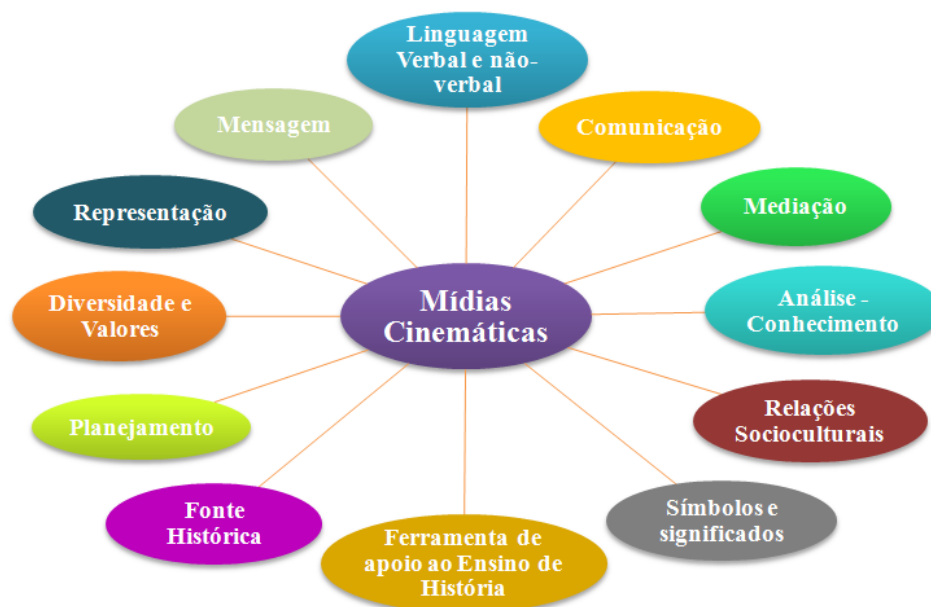 Linguagem
Verbal e não-
verbal
Comunicação
Mensagem
Mediação
Representação
Análise -
Conhecimento
Diversidade e
Valores
Mídias
Cinemáticas
Relações
Socioculturais
Planejamento
Símbolos e
significados
Fonte
Histórica
Ferramenta de
apoio ao Ensino de
História